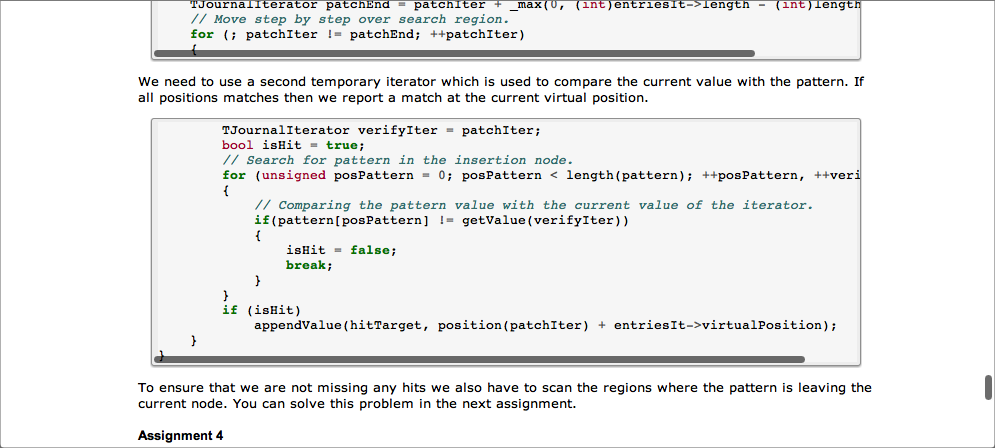 TJournalIterator patchEnd = patchIter + _max(0, (int)entriesIt->length - (int)length
// Move step by step over search region.
for (; patchIter != patchEnd; ++patchIter)
{
We need to use a second temporary iterator which is used to compare the current value with the pattern. If
all positions matches then we report a match at the current virtual position.
TJournalIterator verifyIter = patchIter;
bool isHit = true;
// Search for pattern in the insertion node.
for (unsigned posPattern = 0; posPattern < length(pattern); ++posPattern, ++veri
{
// Comparing the pattern value with the current value of the iterator.
if(pattern[posPattern] != getValue(verifyIter))
{
isHit = false;
break;
}
}
if (isHit)
appendValue(hitTarget, position(patchIter) + entriesIt->virtualPosition);
}
}
To ensure that we are not missing any hits we also have to scan the regions where the pattern is leaving the
current node. You can solve this problem in the next assignment.
Assignment 4